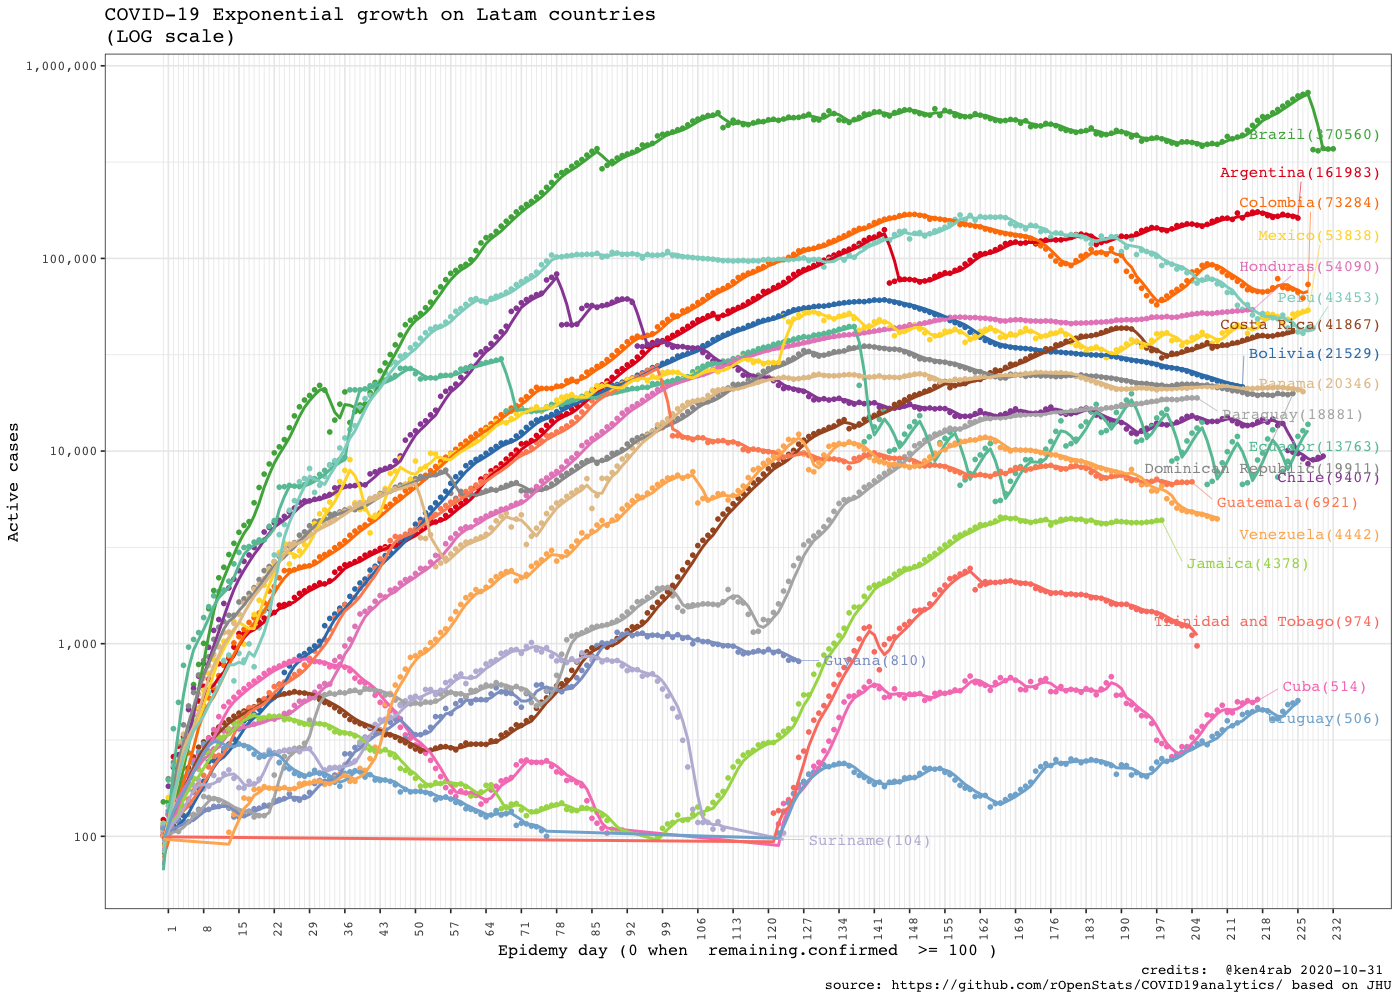 COVID-19 Exponential growth on Latam countries
(LOG scale)
1,000,000
100,000
10,000
1,000
100
Active cases
Brazil(370560)
Argentina(161983)
Colombia(73284)
Mexico(53838)
Honduras(54090)
Peru(43453)
Costa Rica(41867)
Bolivia(21529)
Panama(20346)
Paraguay(18881)
Ecuador(13763)
Dominican Republic(19911)
Chile(9407)
Guatemala(6921)
Venezuela(4442)
Jamaica(4378)
Trinidad and Tobago(974)
Guyana(810)
Cuba(514)
Uruguay(506)
Suriname(104)
1 8 15 22 29 36 43 50 57 64 71 78 85 92 99 106 113 120 127 134 141 148 155 162 169 176 183 190 197 204 211 218 225 232
Epidemy day (0 when  remaining.confirmed  >= 100 )
credits:  @ken4rab 2020-10-31
source: https://github.com/rOpenStats/COVID19analytics/ based on JHU